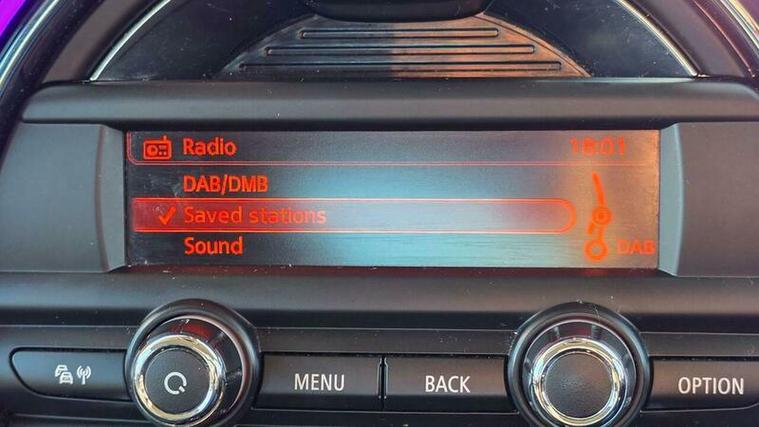 Radio 18:01
DAB/DMB
Saved stations
Sound DAB
MENU BACK OPTION